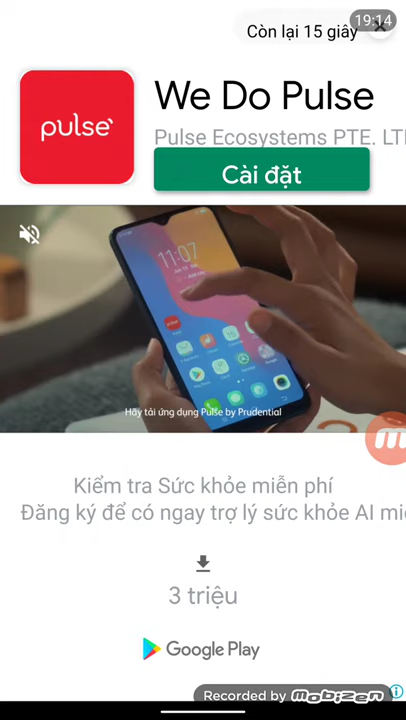 19:14
Còn lại 15 giây
pulse
We Do Pulse
Pulse Ecosystems PTE. LT
Cài đặt
11:07
Hãy tải ứng dụng Pulse by Prudential
Kiểm tra Sức khỏe miễn phí
Đăng ký để có ngay trợ lý sức khỏe AI mi
3 triệu
Google Play
Recorded by mobizen